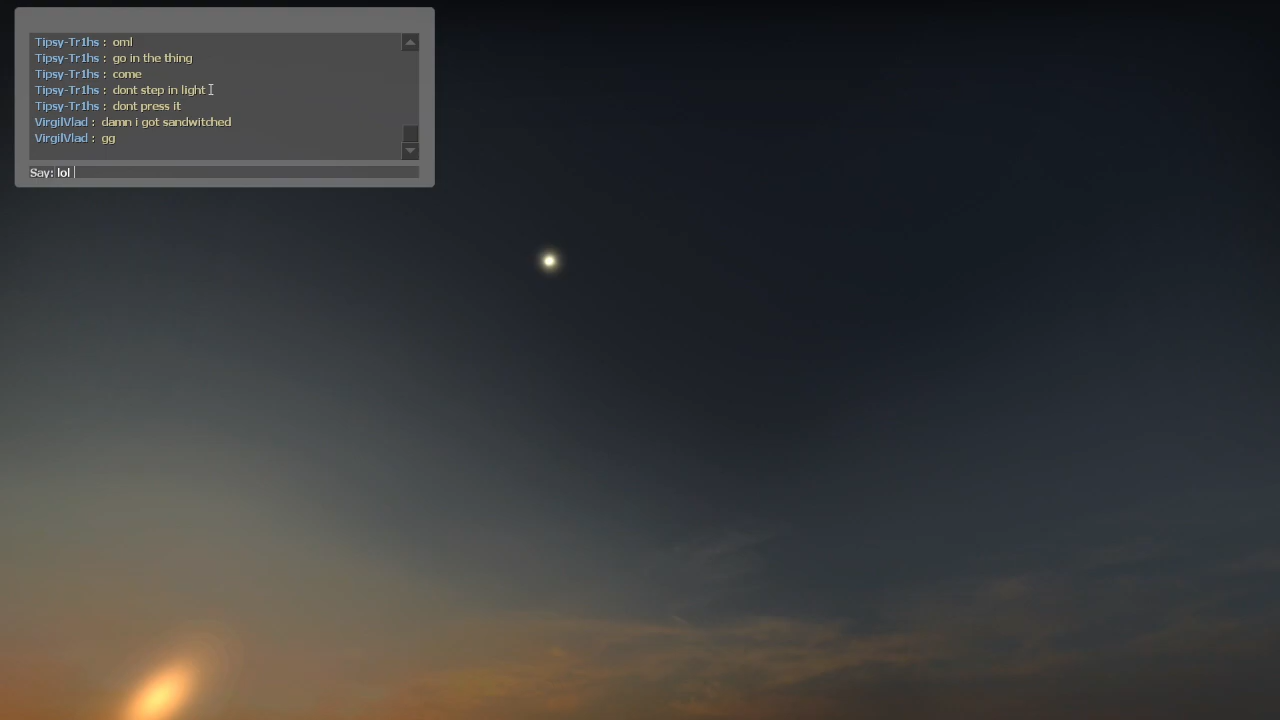 Tipsy-Tr1hs : oml
Tipsy-Tr1hs : go in the thing
Tipsy-Tr1hs : come
Tipsy-Tr1hs : dont step in light
Tipsy-Tr1hs : dont press it
VirgilVlad : damn i got sandwitched
VirgilVlad : gg
Say: lol